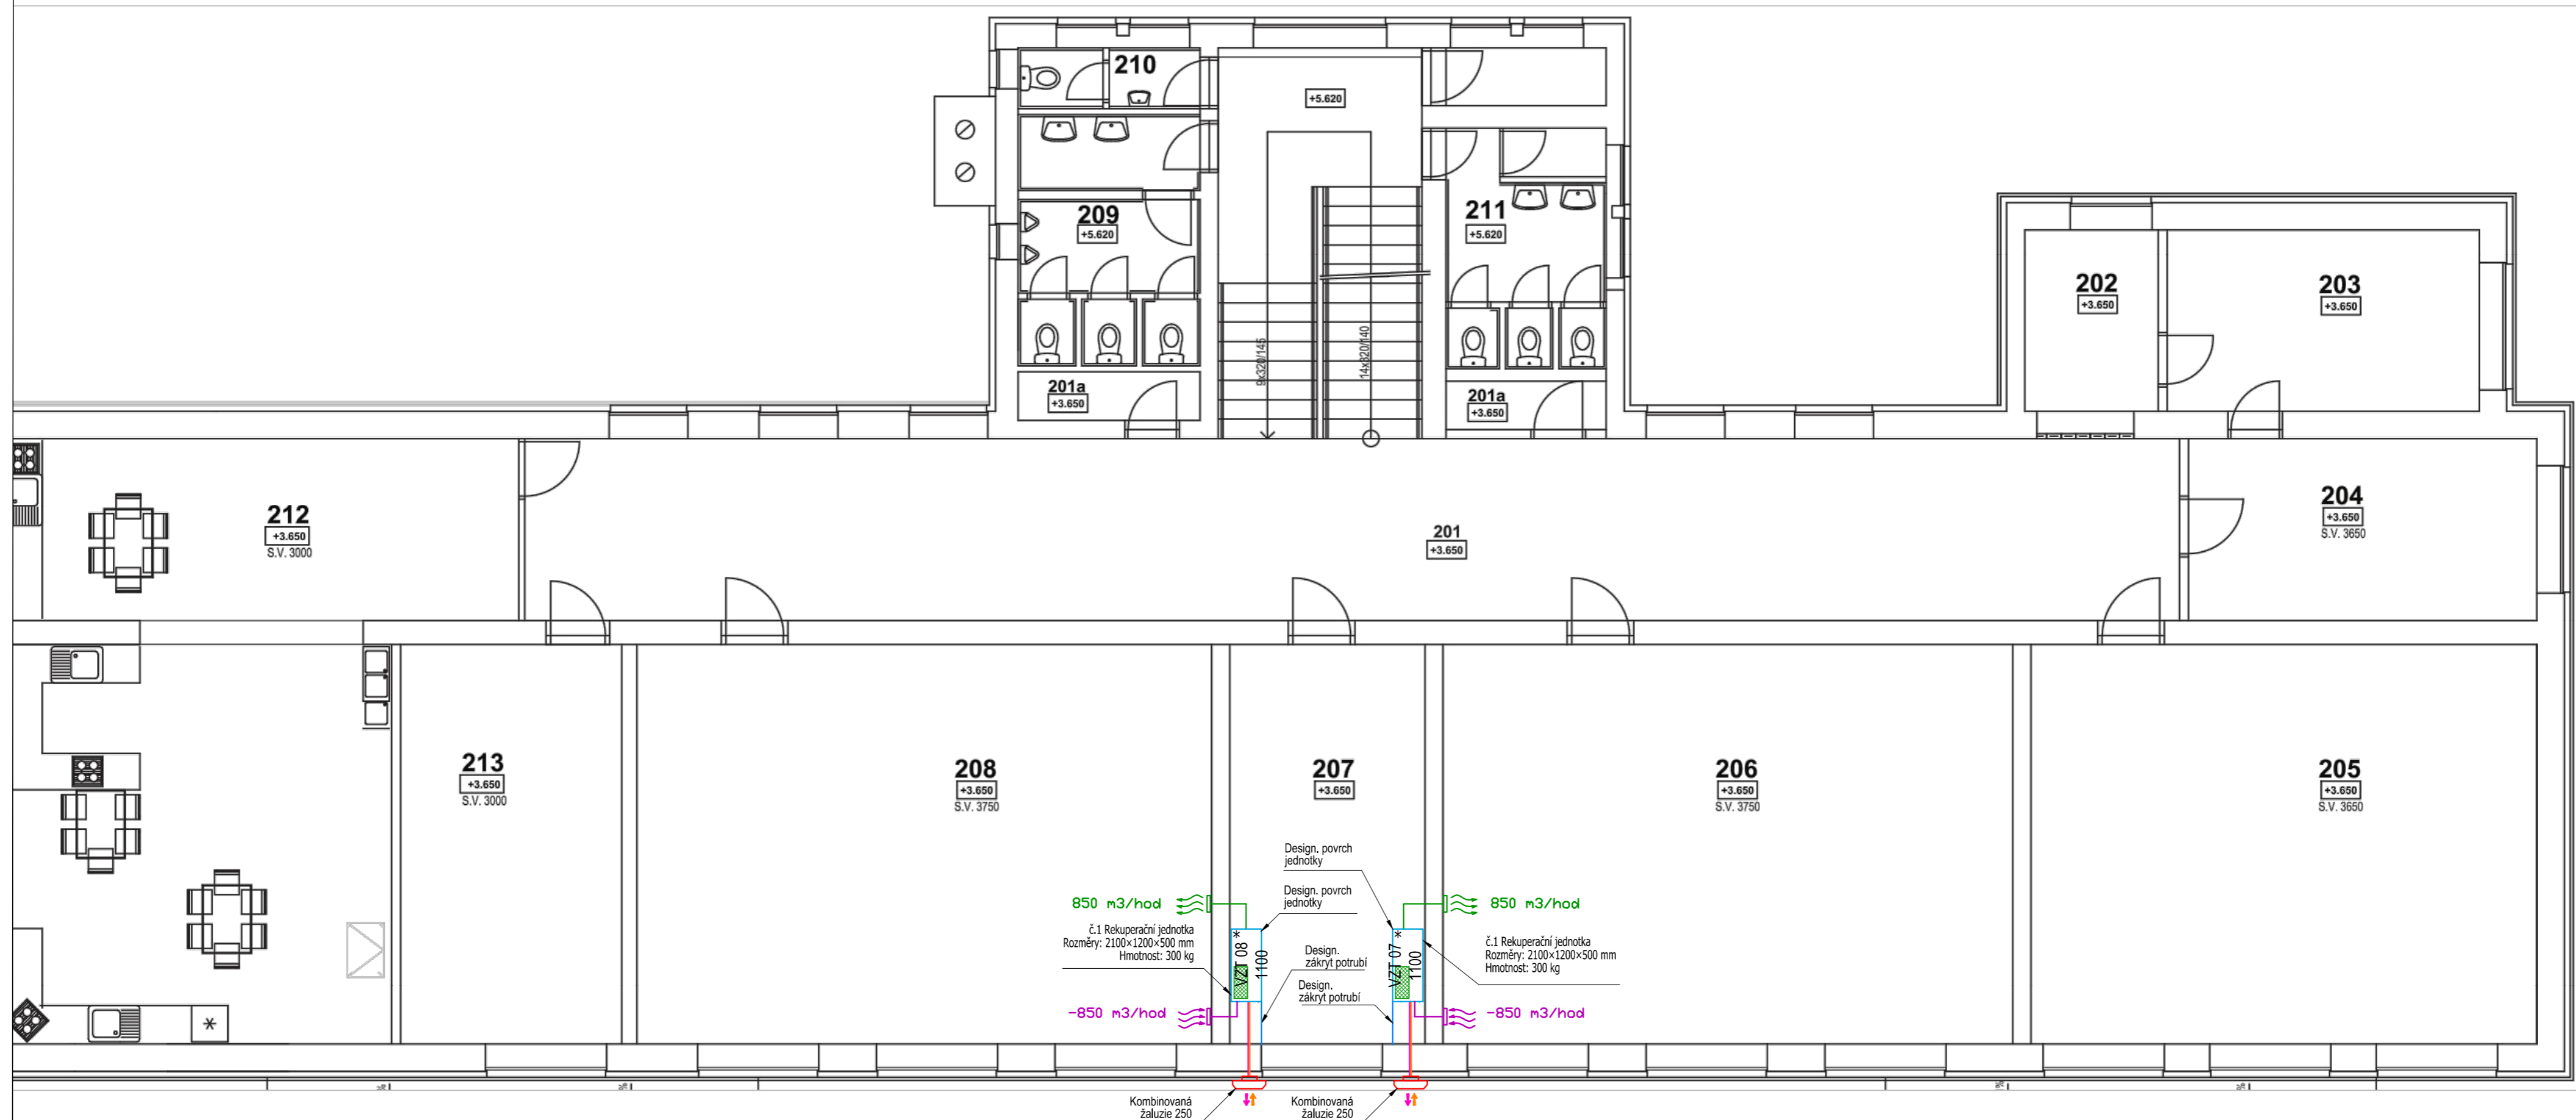 210
+5.620
209
+5.620
211
+5.620
202
+3.650
203
+3.650
9x320/145
14x320/140
201a
+3.650
201a
+3.650
212
+3.650
S.V. 3000
201
+3.650
204
+3.650
S.V. 3650
213
+3.650
S.V. 3000
208
+3.650
S.V. 3750
207
+3.650
206
+3.650
S.V. 3750
205
+3.650
S.V. 3650
Design. povrch
jednotky
Design. povrch
jednotky
850 m3/hod
850 m3/hod
č.1 Rekuperační jednotka
Rozměry: 2100×1200×500 mm
Hmotnost: 300 kg
*
VZT 08
1100
Design.
zákryt potrubí
Design.
zákryt potrubí
*
VZT 07
1100
č.1 Rekuperační jednotka
Rozměry: 2100×1200×500 mm
Hmotnost: 300 kg
-850 m3/hod
-850 m3/hod
*
Kombinovaná
žaluzie 250
Kombinovaná
žaluzie 250